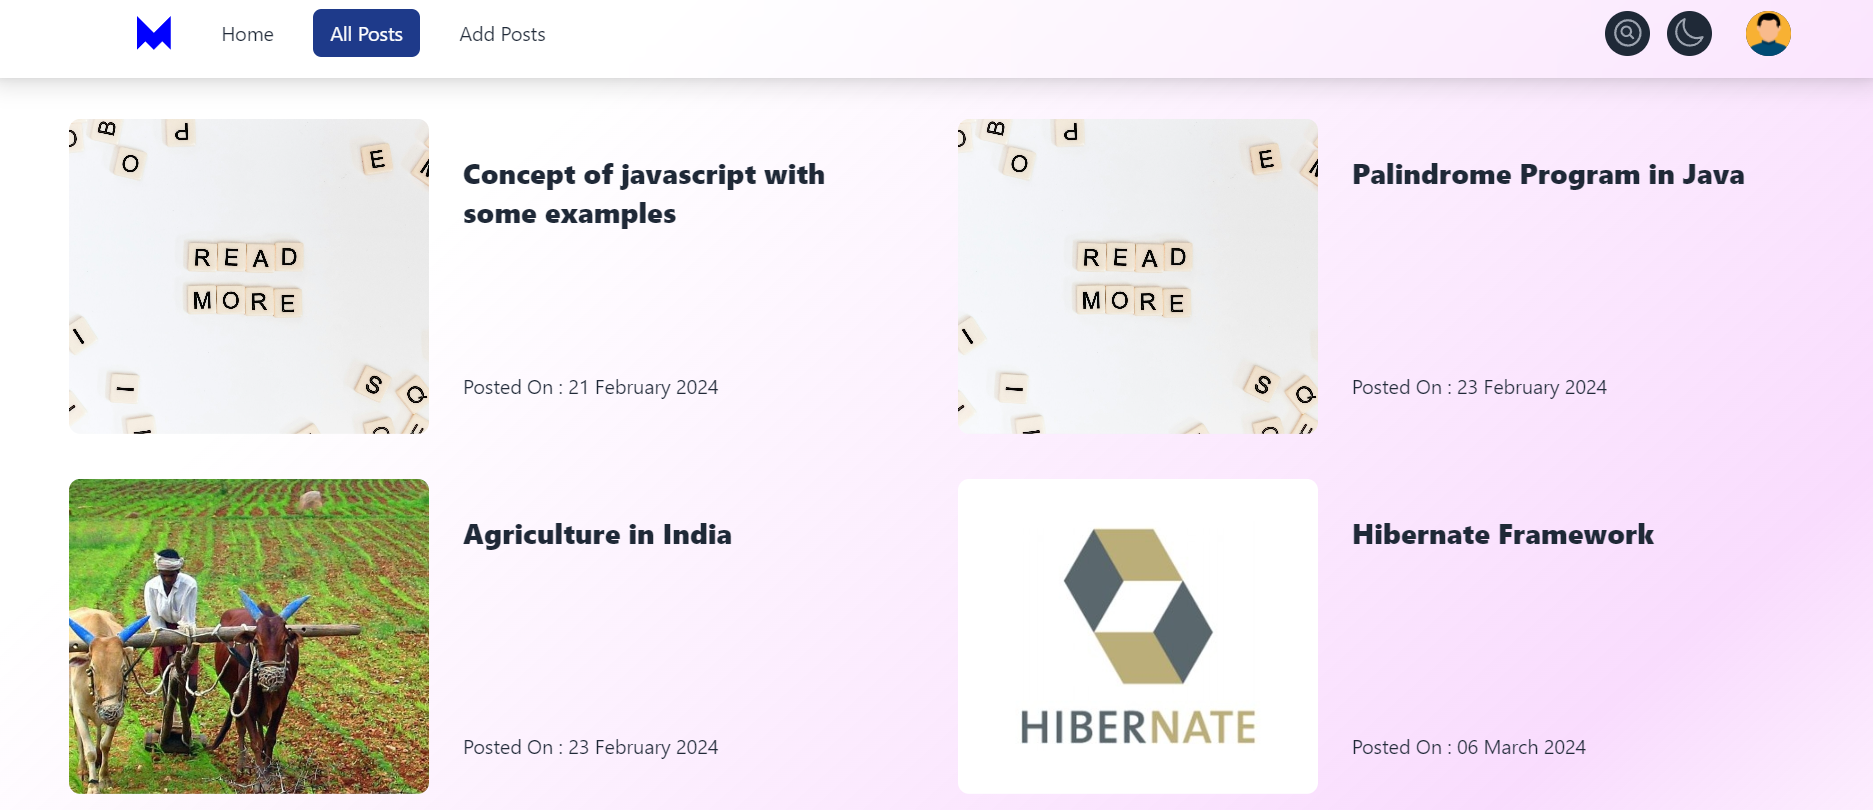 Home
All Posts
Add Posts
B
P
O
E
READ
MORE
I
I
S
Q
Concept of javascript with
some examples
Posted On : 21 February 2024
B
P
O
E
READ
MORE
I
I
S
Q
Palindrome Program in Java
Posted On : 23 February 2024
Agriculture in India
Posted On : 23 February 2024
HIBERNATE
Hibernate Framework
Posted On : 06 March 2024